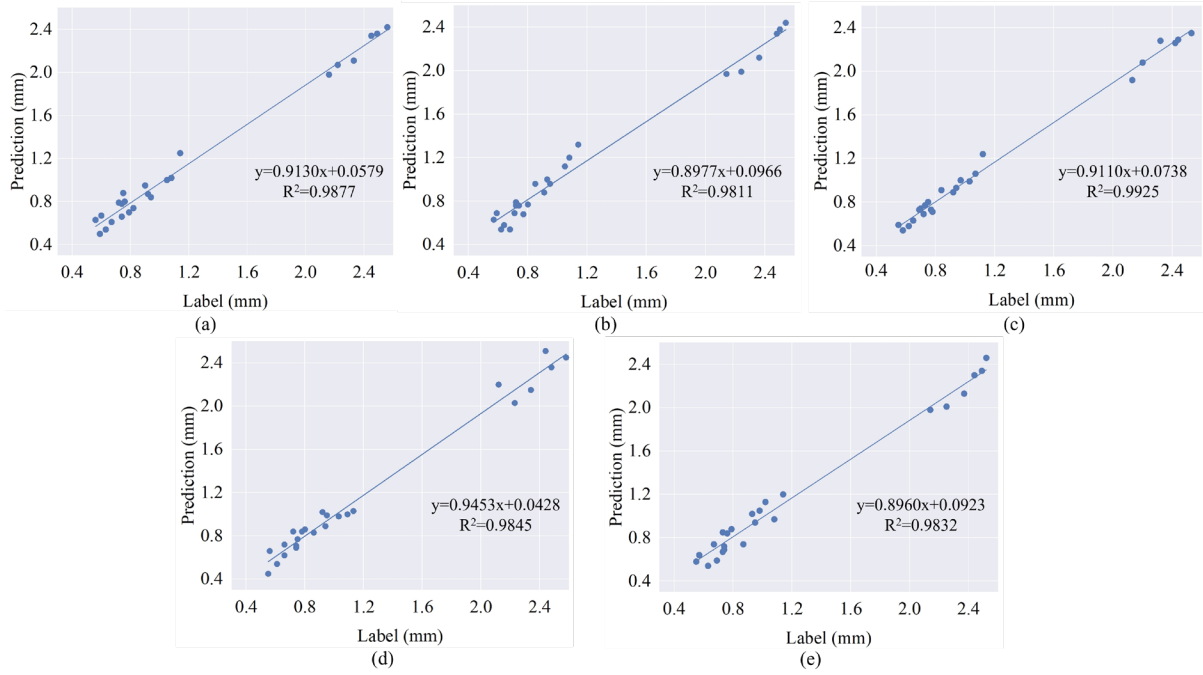 2.4
2.0
1.6
1.2
0.8
0.4
Prediction (mm)
y=0.9130x+0.0579
R²=0.9877
0.4 0.8 1.2 1.6 2.0 2.4
Label (mm)
(a)
2.4
2.0
1.6
1.2
0.8
0.4
Prediction (mm)
y=0.8977x+0.0966
R²=0.9811
0.4 0.8 1.2 1.6 2.0 2.4
Label (mm)
(b)
2.4
2.0
1.6
1.2
0.8
0.4
Prediction (mm)
y=0.9110x+0.0738
R²=0.9925
0.4 0.8 1.2 1.6 2.0 2.4
Label (mm)
(c)
2.4
2.0
1.6
1.2
0.8
0.4
Prediction (mm)
y=0.9453x+0.0428
R²=0.9845
0.4 0.8 1.2 1.6 2.0 2.4
Label (mm)
(d)
2.4
2.0
1.6
1.2
0.8
0.4
Prediction (mm)
y=0.8960x+0.0923
R²=0.9832
0.4 0.8 1.2 1.6 2.0 2.4
Label (mm)
(e)